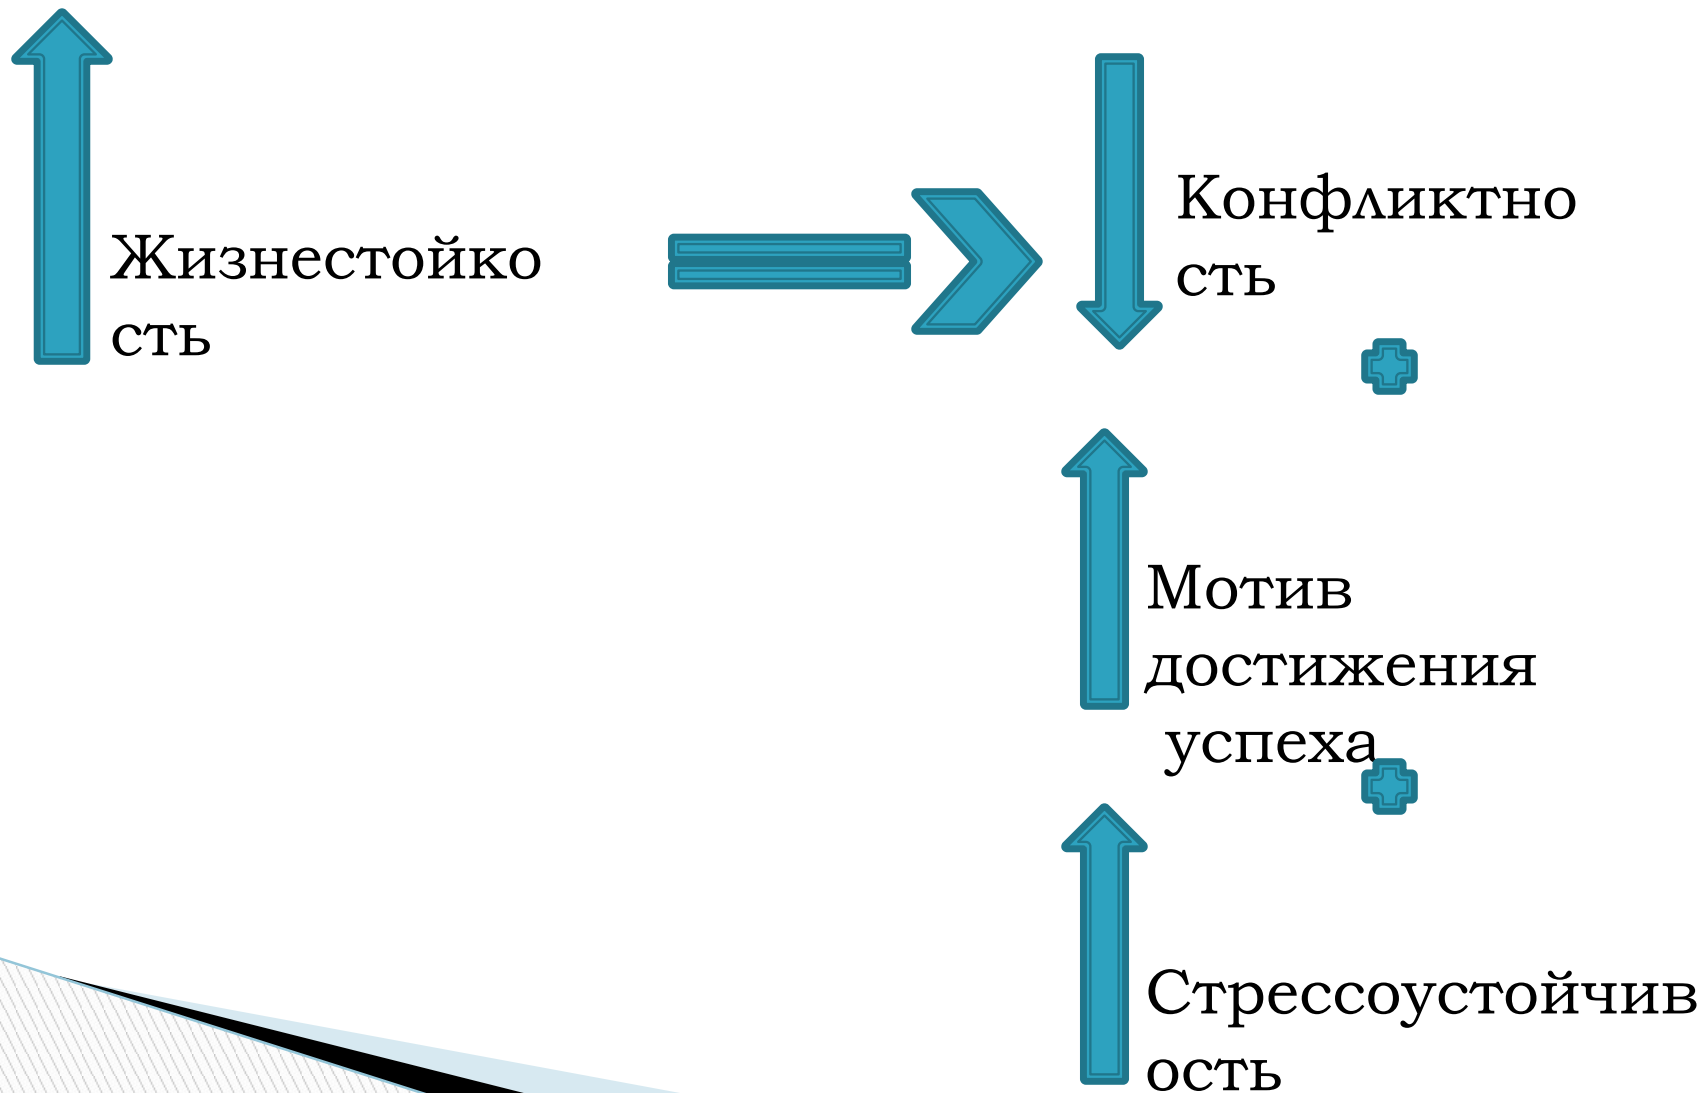 Жизнестойко
сть
Конфликтно
сть
Мотив
достижения
успеха
Стрессоустойчив
ость